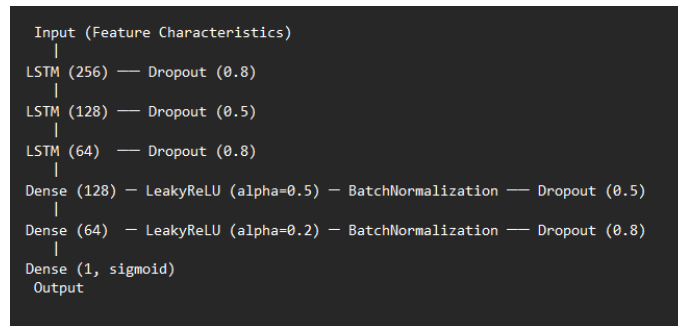 Input (Feature Characteristics)
|
LSTM (256) —— Dropout (0.8)
|
LSTM (128) —— Dropout (0.5)
|
LSTM (64) —— Dropout (0.8)
|
Dense (128) — LeakyReLU (alpha=0.5) — BatchNormalization —— Dropout (0.5)
|
Dense (64) — LeakyReLU (alpha=0.2) — BatchNormalization —— Dropout (0.8)
|
Dense (1, sigmoid)
Output